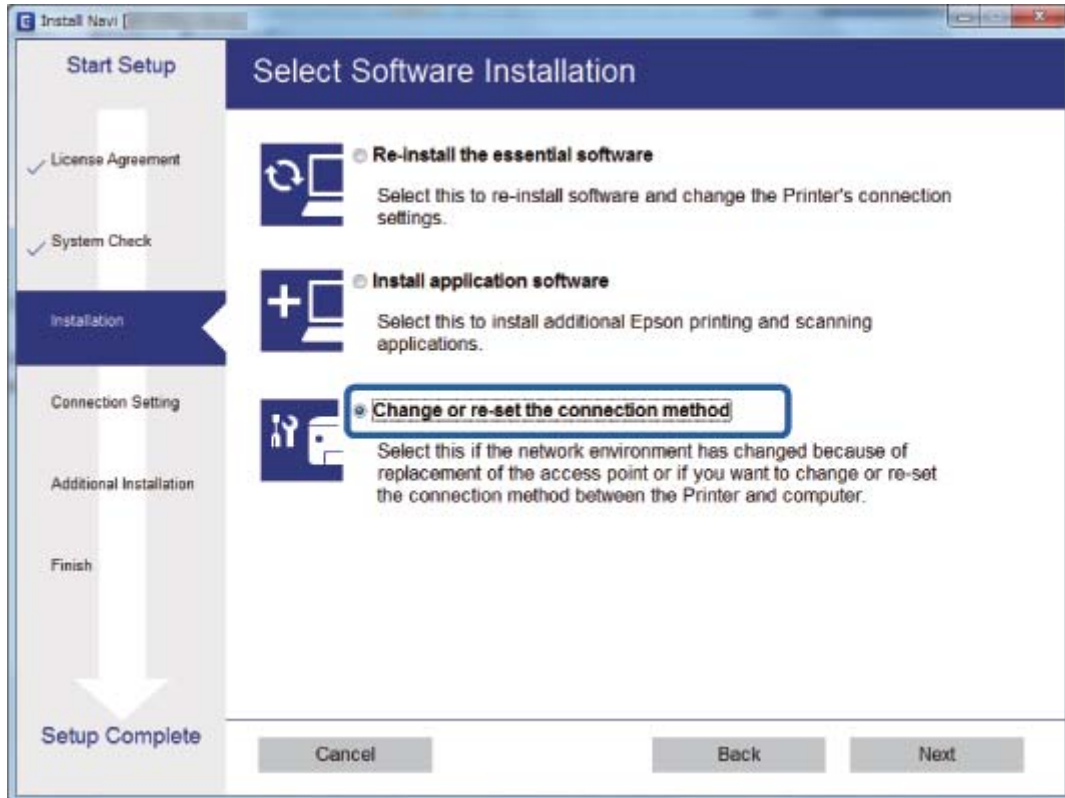 Install Navi [
Start Setup
License Agreement
System Check
Installation
Connection Setting
Additional Installation
Finish
Setup Complete
Select Software Installation
Re-install the essential software
Select this to re-install software and change the Printer's connection
settings.
Install application software
Select this to install additional Epson printing and scanning
applications.
Change or re-set the connection method
Select this if the network environment has changed because of
replacement of the access point or if you want to change or re-set
the connection method between the Printer and computer.
Cancel
Back
Next